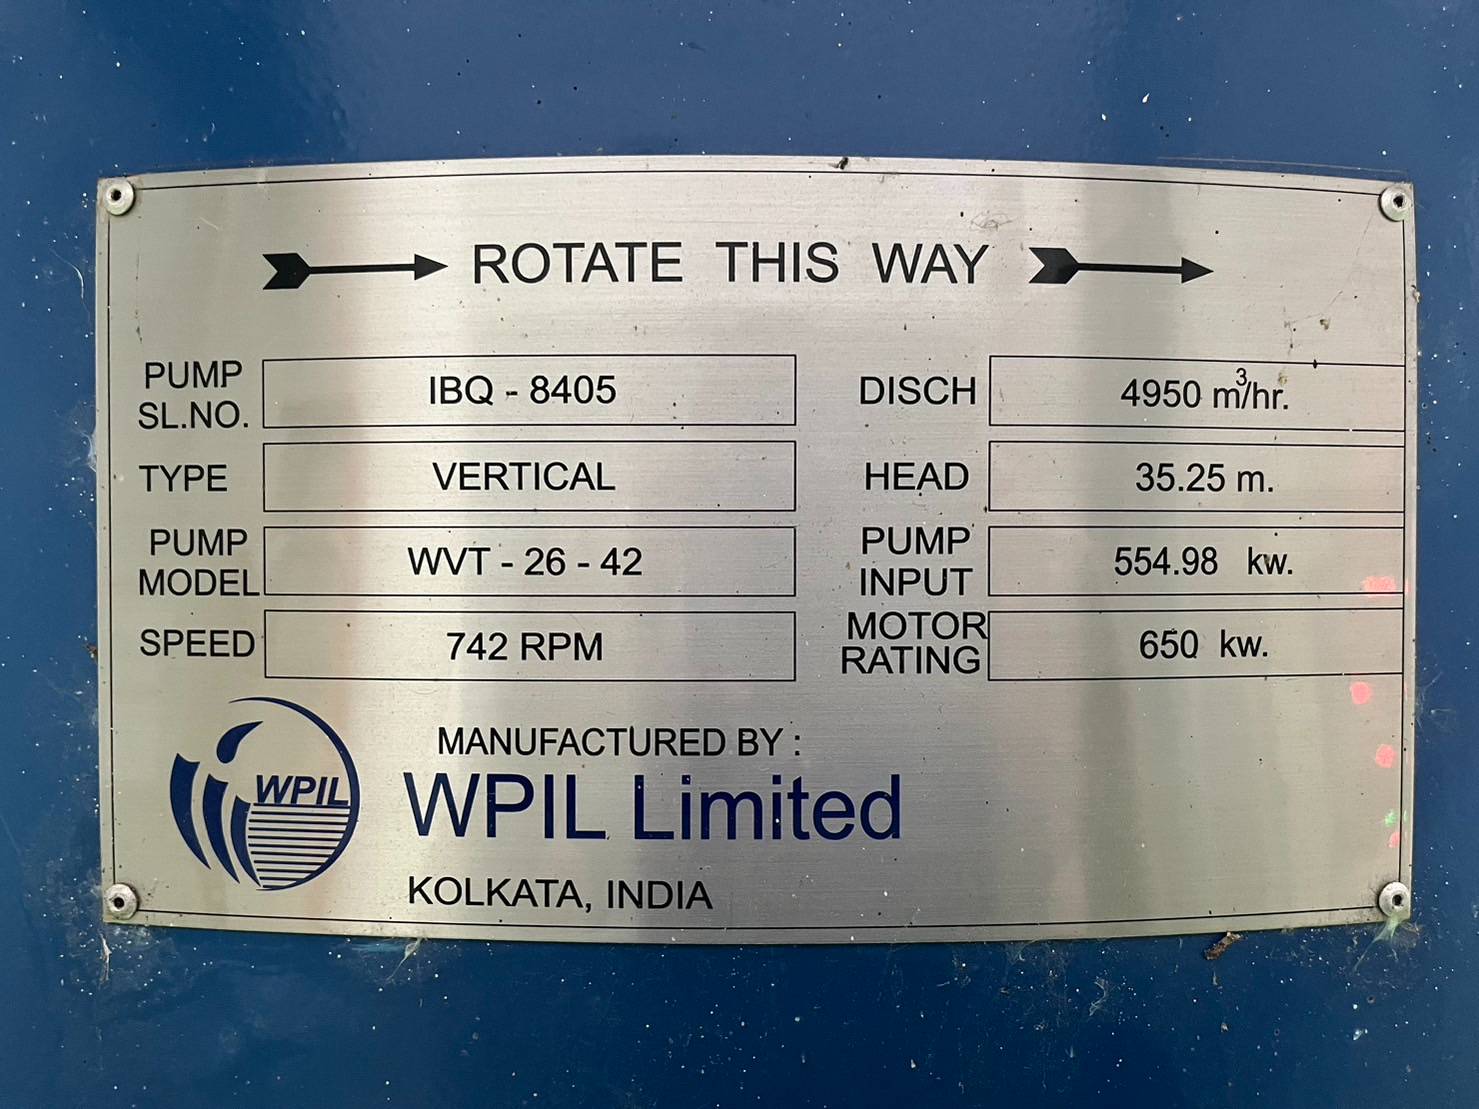 ROTATE THIS WAY
PUMP SL.NO. IBQ - 8405
DISCH 4950 m³/hr.
TYPE VERTICAL
HEAD 35.25 m.
PUMP MODEL WVT - 26 - 42
PUMP INPUT 554.98 kw.
SPEED 742 RPM
MOTOR RATING 650 kw.
WPIL
MANUFACTURED BY :
WPIL Limited
KOLKATA, INDIA